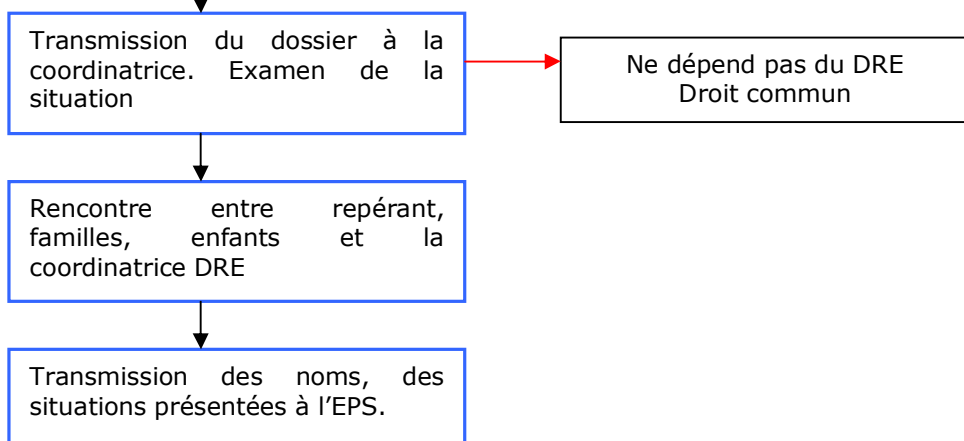 Transmission du dossier à la
coordinatrice. Examen de la
situation
Ne dépend pas du DRE
Droit commun
Rencontre entre repérant,
familles, enfants et la
coordinatrice DRE
Transmission des noms, des
situations présentées à l’EPS.